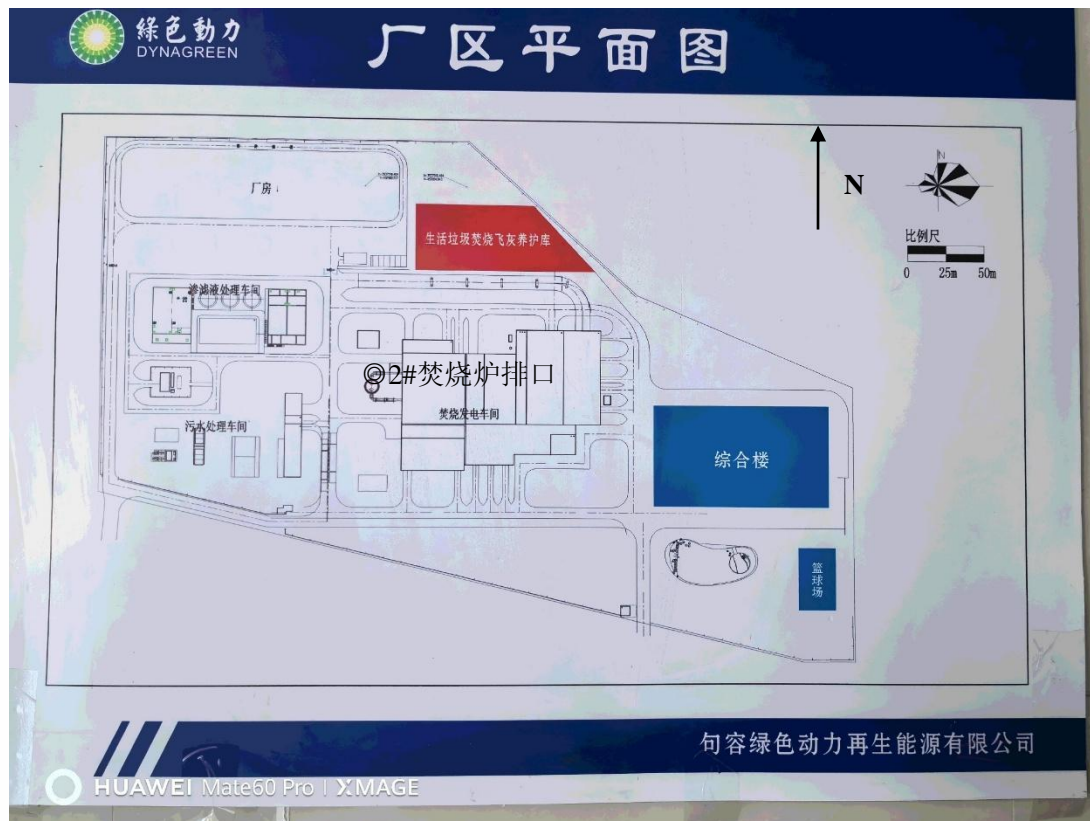 綠色動力
DYNAGREEN
厂区平面图
N
N
比例尺
0 25m 50m
厂房
生活垃圾焚烧飞灰养护库
渗滤液处理车间
◎2#焚烧炉排口
焚烧发电车间
污水处理车间
综合楼
篮球场
句容绿色动力再生能源有限公司
HUAWEI Mate60 Pro | XMAGE